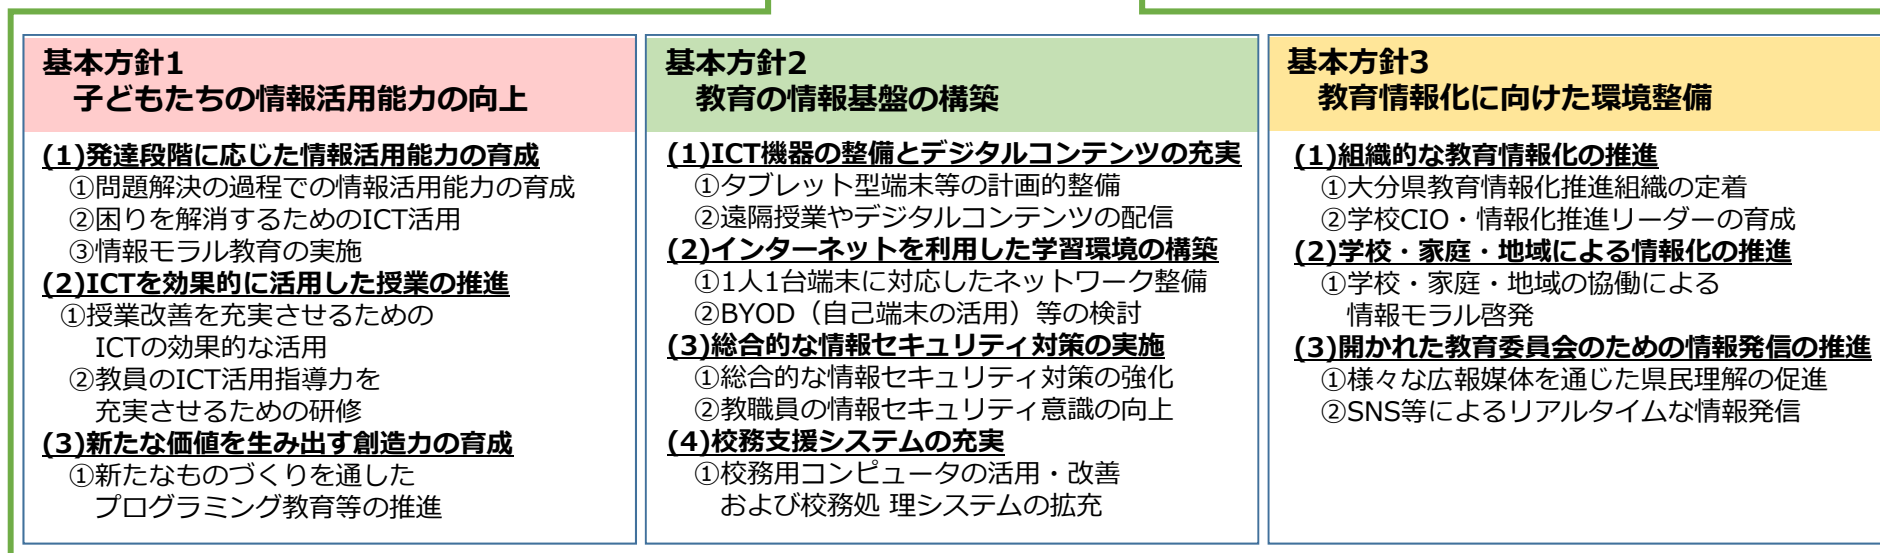 基本方針1
子どもたちの情報活用能力の向上
(1)発達段階に応じた情報活用能力の育成
①問題解決の過程での情報活用能力の育成
②困りを解消するためのICT活用
③情報モラル教育の実施
(2)ICTを効果的に活用した授業の推進
①授業改善を充実させるための
ICTの効果的な活用
②教員のICT活用指導力を
充実させるための研修
(3)新たな価値を生み出す創造力の育成
①新たなものづくりを通した
プログラミング教育等の推進
基本方針2
教育の情報基盤の構築
(1)ICT機器の整備とデジタルコンテンツの充実
①タブレット型端末等の計画的整備
②遠隔授業やデジタルコンテンツの配信
(2)インターネットを利用した学習環境の構築
①1人1台端末に対応したネットワーク整備
②BYOD（自己端末の活用）等の検討
(3)総合的な情報セキュリティ対策の実施
①総合的な情報セキュリティ対策の強化
②教職員の情報セキュリティ意識の向上
(4)校務支援システムの充実
①校務用コンピュータの活用・改善
および校務処 理システムの拡充
基本方針3
教育情報化に向けた環境整備
(1)組織的な教育情報化の推進
①大分県教育情報化推進組織の定着
②学校CIO・情報化推進リーダーの育成
(2)学校・家庭・地域による情報化の推進
①学校・家庭・地域の協働による
情報モラル啓発
(3)開かれた教育委員会のための情報発信の推進
①様々な広報媒体を通じた県民理解の促進
②SNS等によるリアルタイムな情報発信